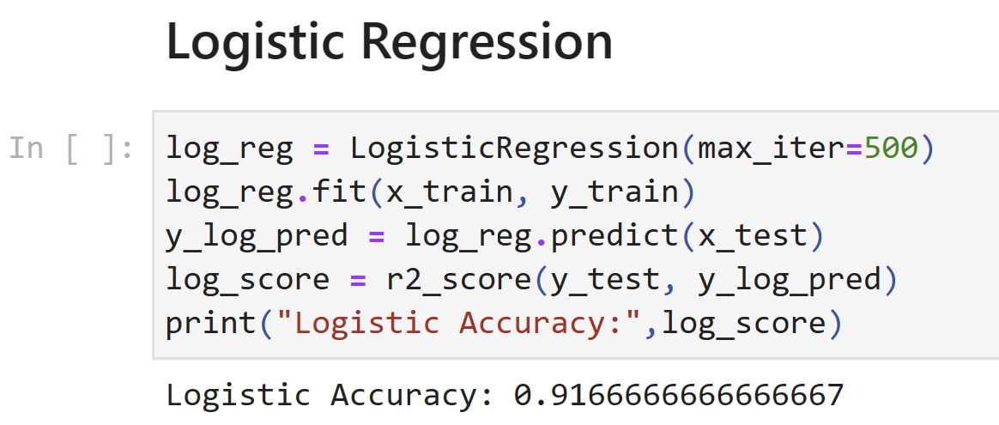 Logistic Regression
In [ ]:
log_reg = LogisticRegression(max_iter=500)
log_reg.fit(x_train, y_train)
y_log_pred = log_reg.predict(x_test)
log_score = r2_score(y_test, y_log_pred)
print("Logistic Accuracy:",log_score)
Logistic Accuracy: 0.9166666666666667